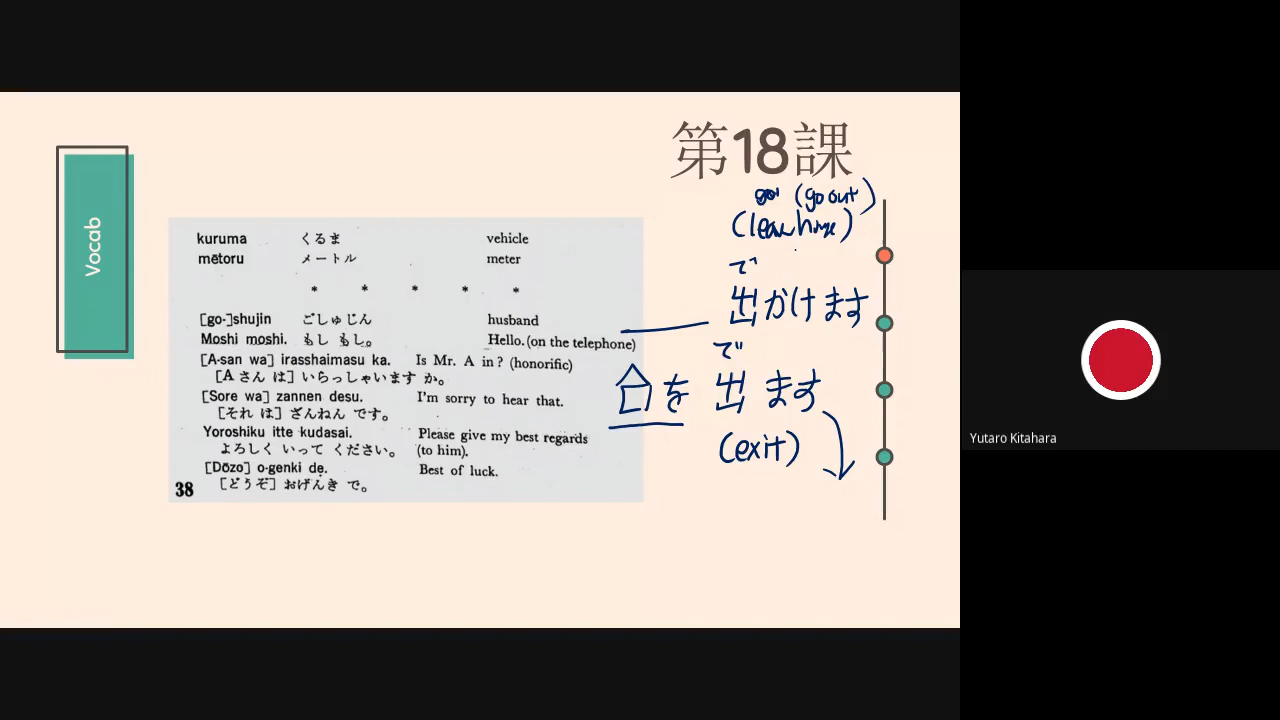 第18課
Vocab
kuruma くるま vehicle
mētoru メートル meter
* * * * *
[go-]shujin ごしゅじん husband
Moshi moshi. もし もし。 Hello. (on the telephone)
[A-san wa] irasshaimasu ka. Is Mr. A in? (honorific)
[A さん は] いらっしゃいます か。
[Sore wa] zannen desu. I'm sorry to hear that.
[それ は] ざんねん です。
Yoroshiku itte kudasai. Please give my best regards
よろしく いって ください。 (to him).
[Dōzo] o-genki de. Best of luck.
[どうぞ] おげんき で。
38
(go out)
(leave home)
で
出かけます
で
を 出ます
(exit)
Yutaro Kitahara